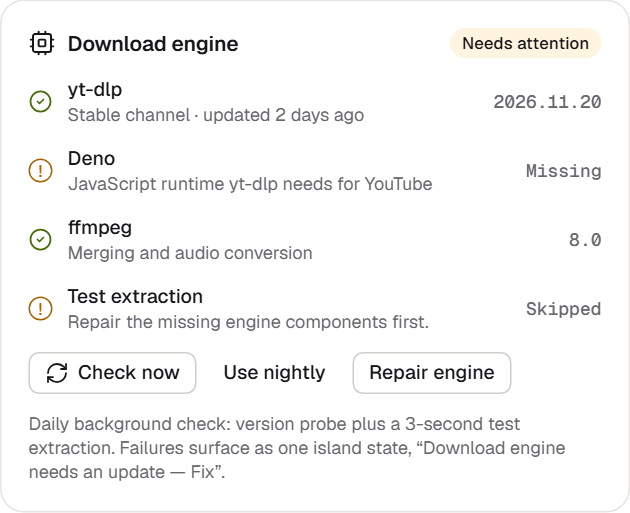 Download engine
Needs attention
yt-dlp
Stable channel · updated 2 days ago
2026.11.20
Deno
JavaScript runtime yt-dlp needs for YouTube
Missing
ffmpeg
Merging and audio conversion
8.0
Test extraction
Repair the missing engine components first.
Skipped
Check now
Use nightly
Repair engine
Daily background check: version probe plus a 3-second test
extraction. Failures surface as one island state, “Download engine
needs an update — Fix”.